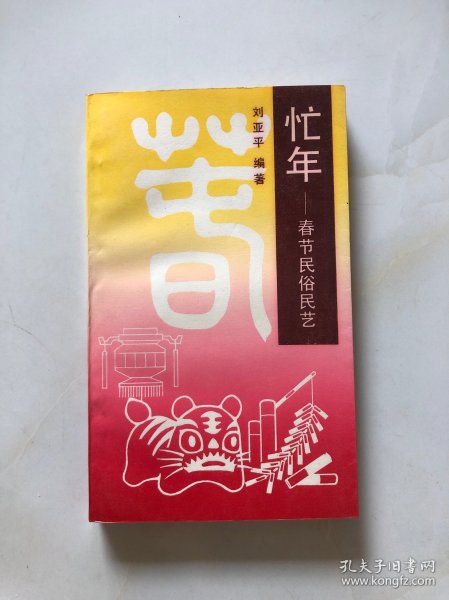 忙年
——春节民俗民艺
刘亚平 编著
春
孔夫子旧书网
www.kongfz.com